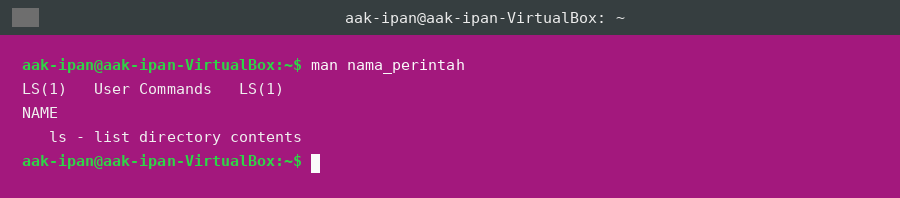 aak-ipan@aak-ipan-VirtualBox: ~
aak-ipan@aak-ipan-VirtualBox:~$ man nama_perintah
LS(1)   User Commands   LS(1)
NAME
   ls - list directory contents
aak-ipan@aak-ipan-VirtualBox:~$